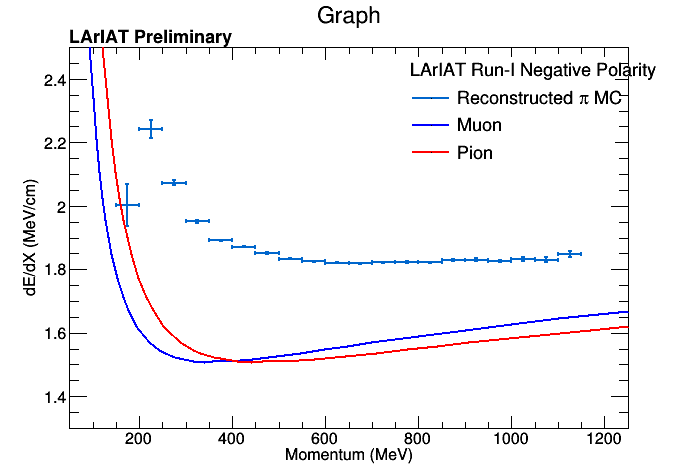 Graph
LArIAT Preliminary
LArIAT Run-I Negative Polarity
Reconstructed π MC
Muon
Pion
dE/dX (MeV/cm)
2.4
2.2
2
1.8
1.6
1.4
200 400 600 800 1000 1200
Momentum (MeV)